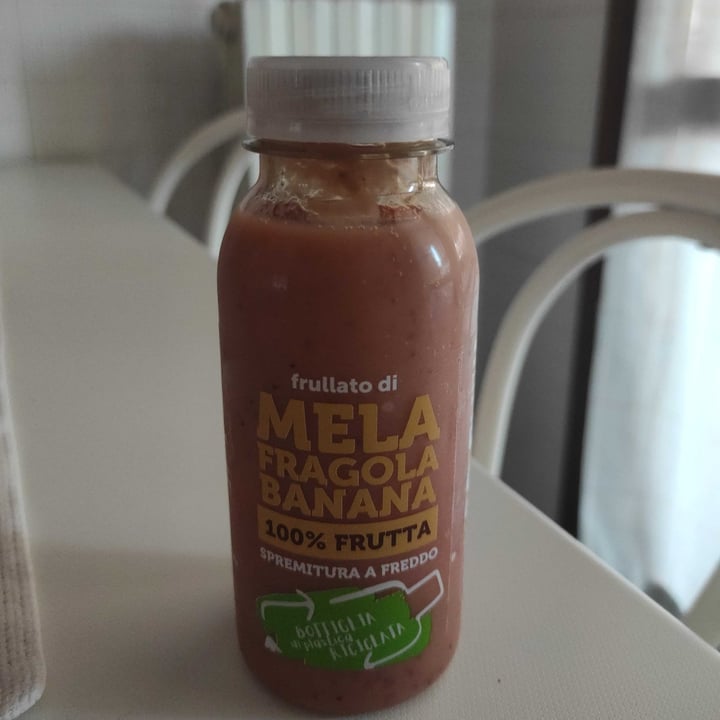 frullato di
MELA
FRAGOLA
BANANA
100% FRUTTA
SPREMITURA A FREDDO
BOTTIGLIA
di plastica
RICICLATA